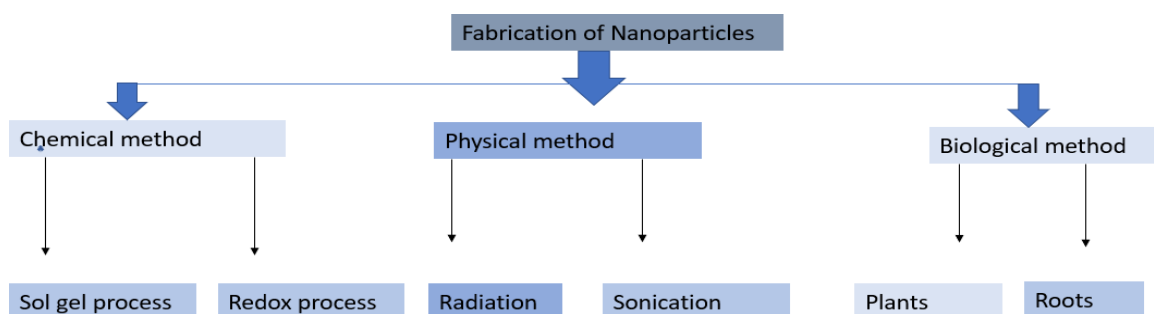 Fabrication of Nanoparticles
Chemical method
Physical method
Biological method
Sol gel process
Redox process
Radiation
Sonication
Plants
Roots